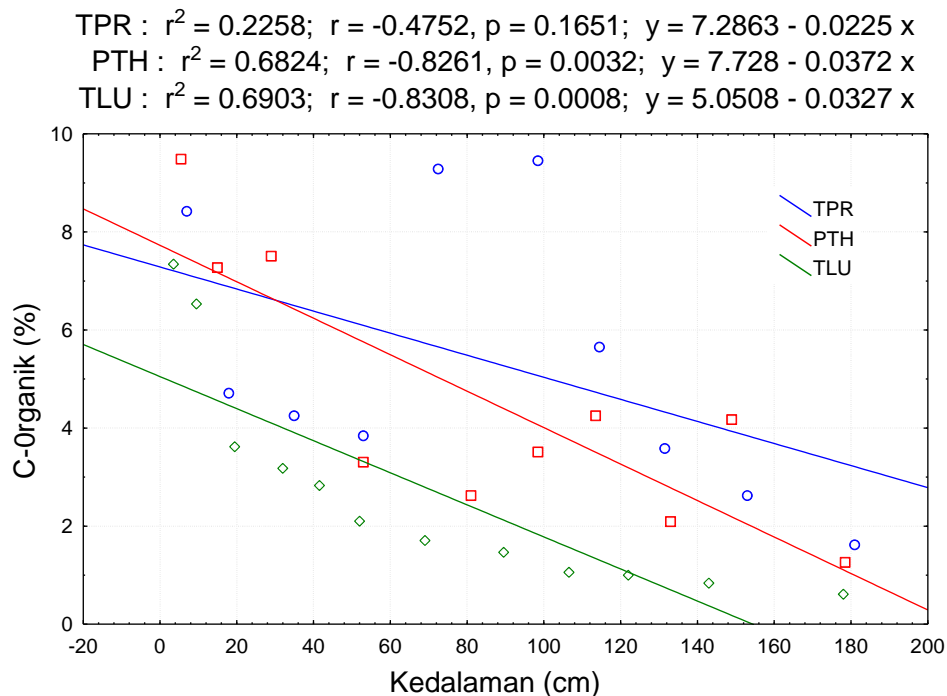 TPR : r² = 0.2258; r = -0.4752, p = 0.1651; y = 7.2863 - 0.0225 x
PTH : r² = 0.6824; r = -0.8261, p = 0.0032; y = 7.728 - 0.0372 x
TLU : r² = 0.6903; r = -0.8308, p = 0.0008; y = 5.0508 - 0.0327 x
10
8
6
4
2
0
C-0rganik (%)
TPR
PTH
TLU
-20 0 20 40 60 80 100 120 140 160 180 200
Kedalaman (cm)